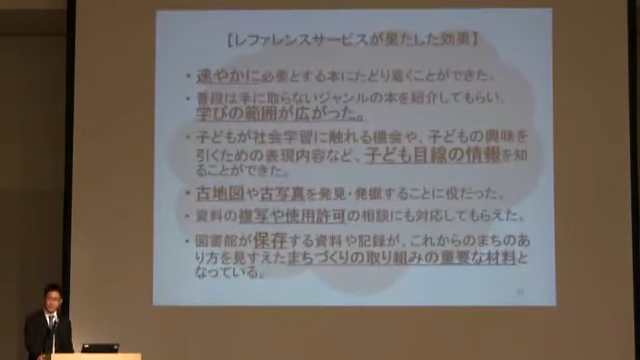 【レファレンスサービスが果たした効果】
・速やかに必要とする本にたどり着くことができた。
・普段は手に取らないジャンルの本を紹介してもらい、
学びの範囲が広がった。
・子どもが社会学習に触れる機会や、子どもの興味を
引くための表現内容など、子ども目線の情報を知
ることができた。
・古地図や古写真を発見・発掘することに役だった。
・資料の複写や使用許可の相談にも対応してもらえた。
・図書館が保存する資料や記録が、これからのまちのあ
り方を見すえたまちづくりの取り組みの重要な材料と
なっている。